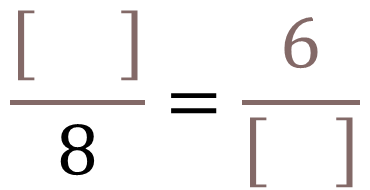 [ ] 6
=
8 [ ]